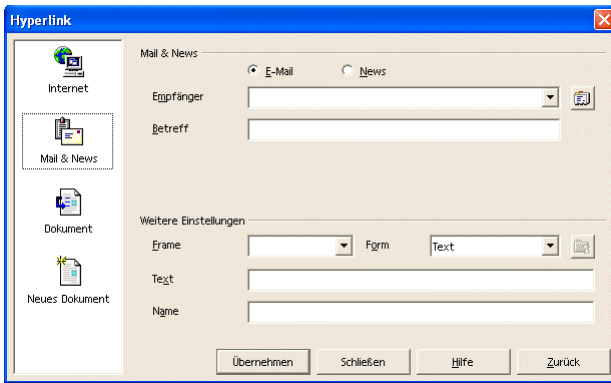 Hyperlink
Internet
Mail & News
Dokument
Neues Dokument
Mail & News
E-Mail News
Empfänger
Betreff
Weitere Einstellungen
Frame Form Text
Text
Name
Übernehmen Schließen Hilfe Zurück